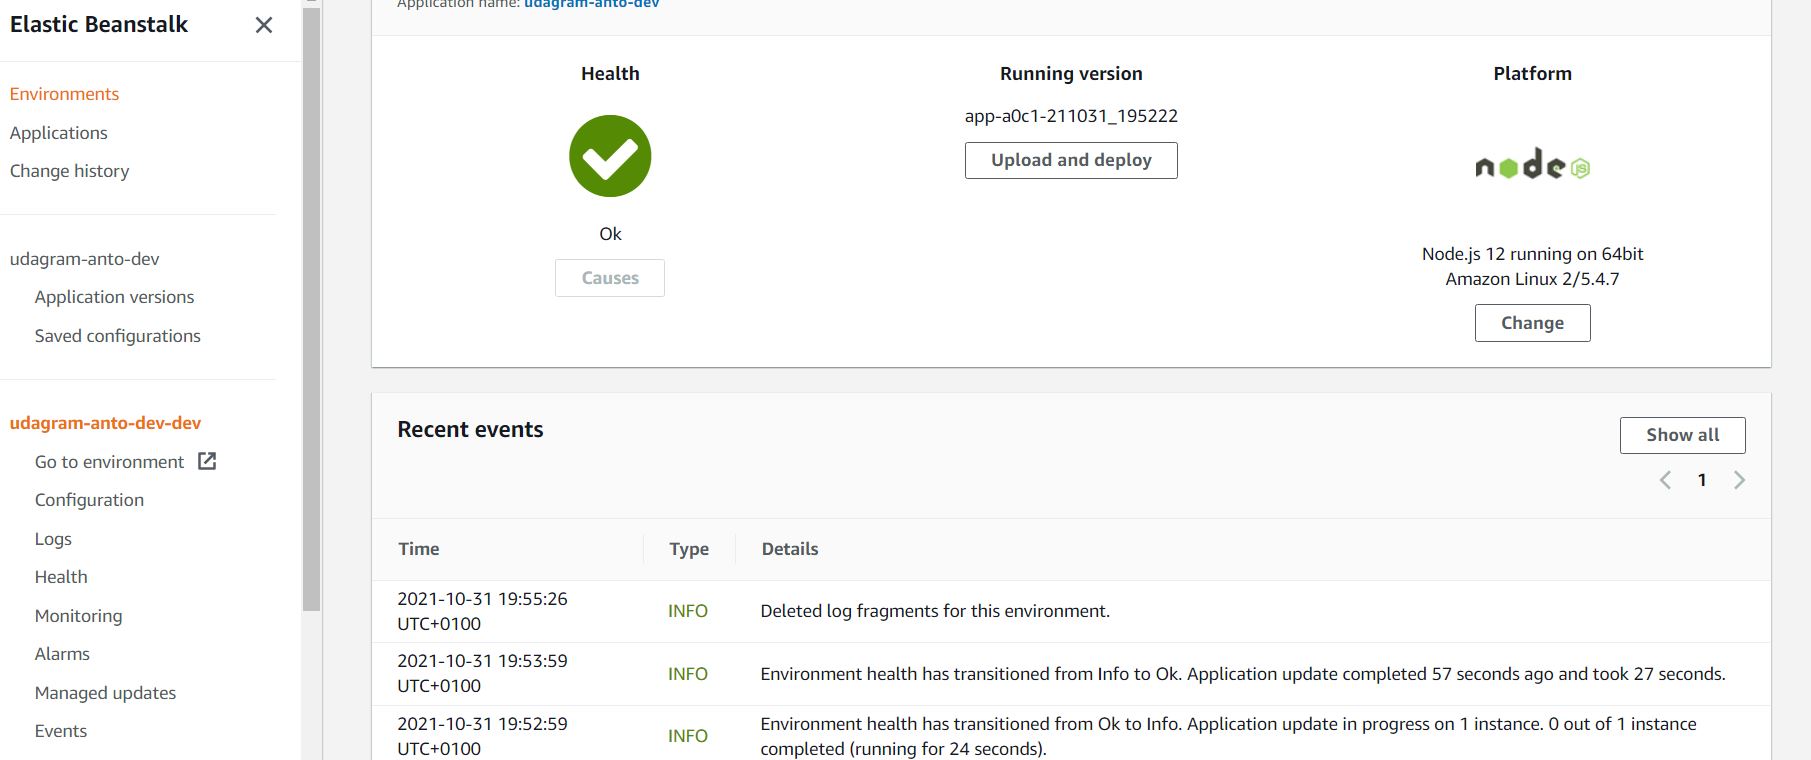 Elastic Beanstalk
Environments
Applications
Change history
udagram-anto-dev
Application versions
Saved configurations
udagram-anto-dev-dev
Go to environment
Configuration
Logs
Health
Monitoring
Alarms
Managed updates
Events
Application name: udagram-anto-dev
Health
Ok
Causes
Running version
app-a0c1-211031_195222
Upload and deploy
Platform
node JS
Node.js 12 running on 64bit
Amazon Linux 2/5.4.7
Change
Recent events
Show all
1
Time Type Details
2021-10-31 19:55:26
UTC+0100
INFO
Deleted log fragments for this environment.
2021-10-31 19:53:59
UTC+0100
INFO
Environment health has transitioned from Info to Ok. Application update completed 57 seconds ago and took 27 seconds.
2021-10-31 19:52:59
UTC+0100
INFO
Environment health has transitioned from Ok to Info. Application update in progress on 1 instance. 0 out of 1 instance
completed (running for 24 seconds).